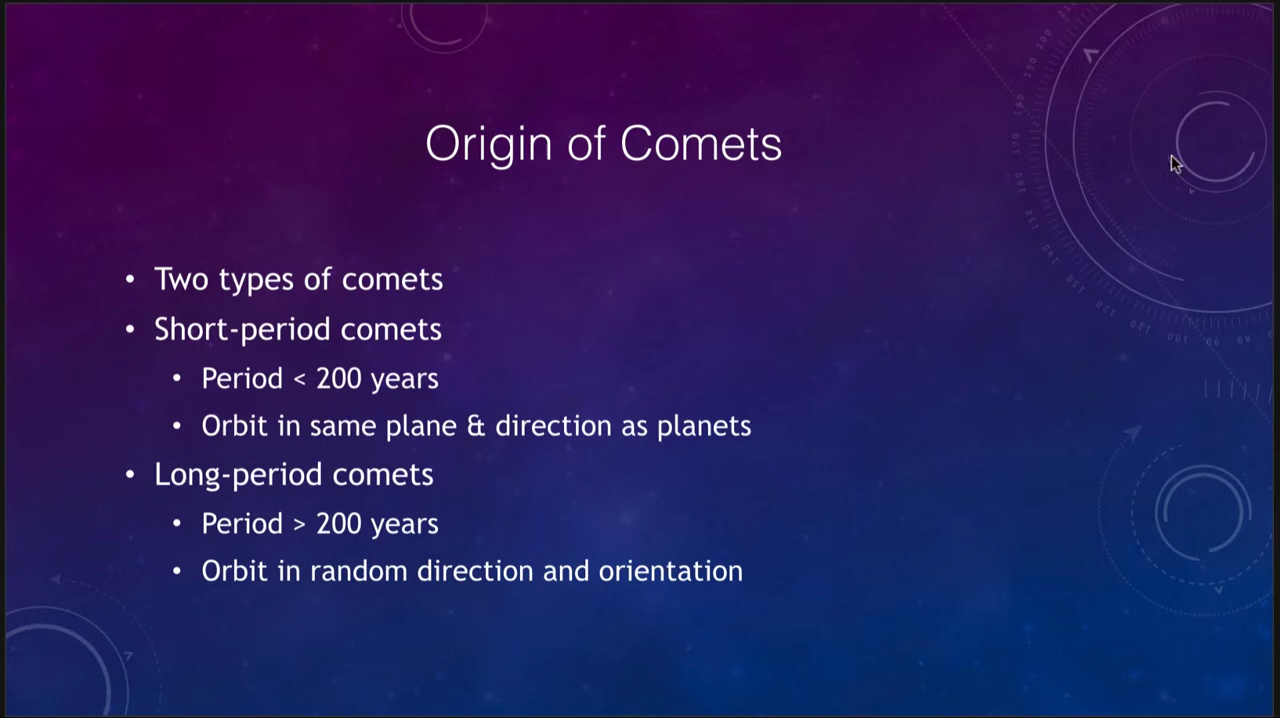 Origin of Comets
• Two types of comets
• Short-period comets
• Period < 200 years
• Orbit in same plane & direction as planets
• Long-period comets
• Period > 200 years
• Orbit in random direction and orientation